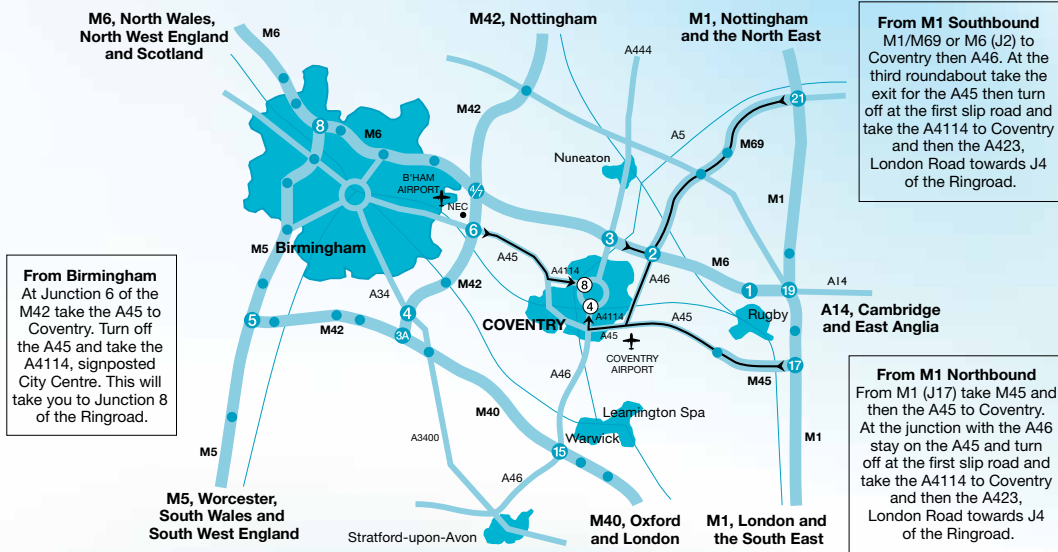 M6, North Wales,
North West England
and Scotland
M42, Nottingham
M1, Nottingham
and the North East
From M1 Southbound
M1/M69 or M6 (J2) to
Coventry then A46. At the
third roundabout take the
exit for the A45 then turn
off at the first slip road and
take the A4114 to Coventry
and then the A423,
London Road towards J4
of the Ringroad.
M6
A444
M42
21
8
A5
M6
M69
Nuneaton
B'HAM
AIRPORT
4/7
NEC
M1
6
3
2
M5
Birmingham
A45
A4114
M6
From Birmingham
At Junction 6 of the
M42 take the A45 to
Coventry. Turn off
the A45 and take the
A4114, signposted
City Centre. This will
take you to Junction 8
of the Ringroad.
A34
M42
8
A46
1
19
A14
4
4
5
M42
3A
COVENTRY
A4114
A45
A45
Rugby
A14, Cambridge
and East Anglia
COVENTRY
AIRPORT
A46
17
M45
From M1 Northbound
From M1 (J17) take M45 and
then the A45 to Coventry.
At the junction with the A46
stay on the A45 and turn
off at the first slip road and
take the A4114 to Coventry
and then the A423,
London Road towards J4
of the Ringroad.
M40
Leamington Spa
Warwick
A3400
M5
15
M1
A46
M5, Worcester,
South Wales and
South West England
Stratford-upon-Avon
M40, Oxford
and London
M1, London and
the South East